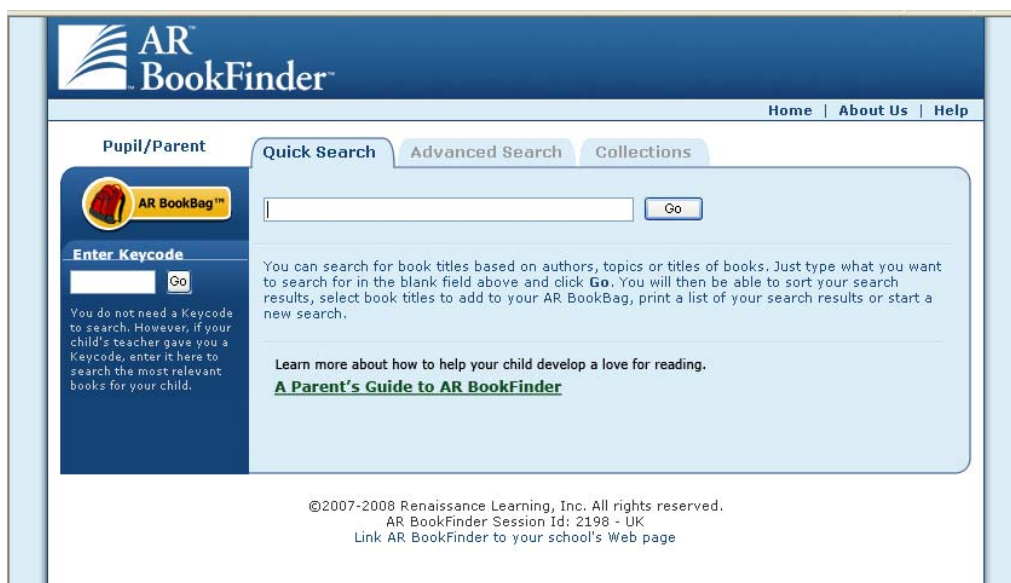 AR™
BookFinder™
Home | About Us | Help
Pupil/Parent
Quick Search
Advanced Search
Collections
AR BookBag™
Go
Enter Keycode
Go
You do not need a Keycode
to search. However, if your
child's teacher gave you a
Keycode, enter it here to
search the most relevant
books for your child.
You can search for book titles based on authors, topics or titles of books. Just type what you want
to search for in the blank field above and click Go. You will then be able to sort your search
results, select book titles to add to your AR BookBag, print a list of your search results or start a
new search.
Learn more about how to help your child develop a love for reading.
A Parent's Guide to AR BookFinder
©2007-2008 Renaissance Learning, Inc. All rights reserved.
AR BookFinder Session Id: 2198 - UK
Link AR BookFinder to your school's Web page